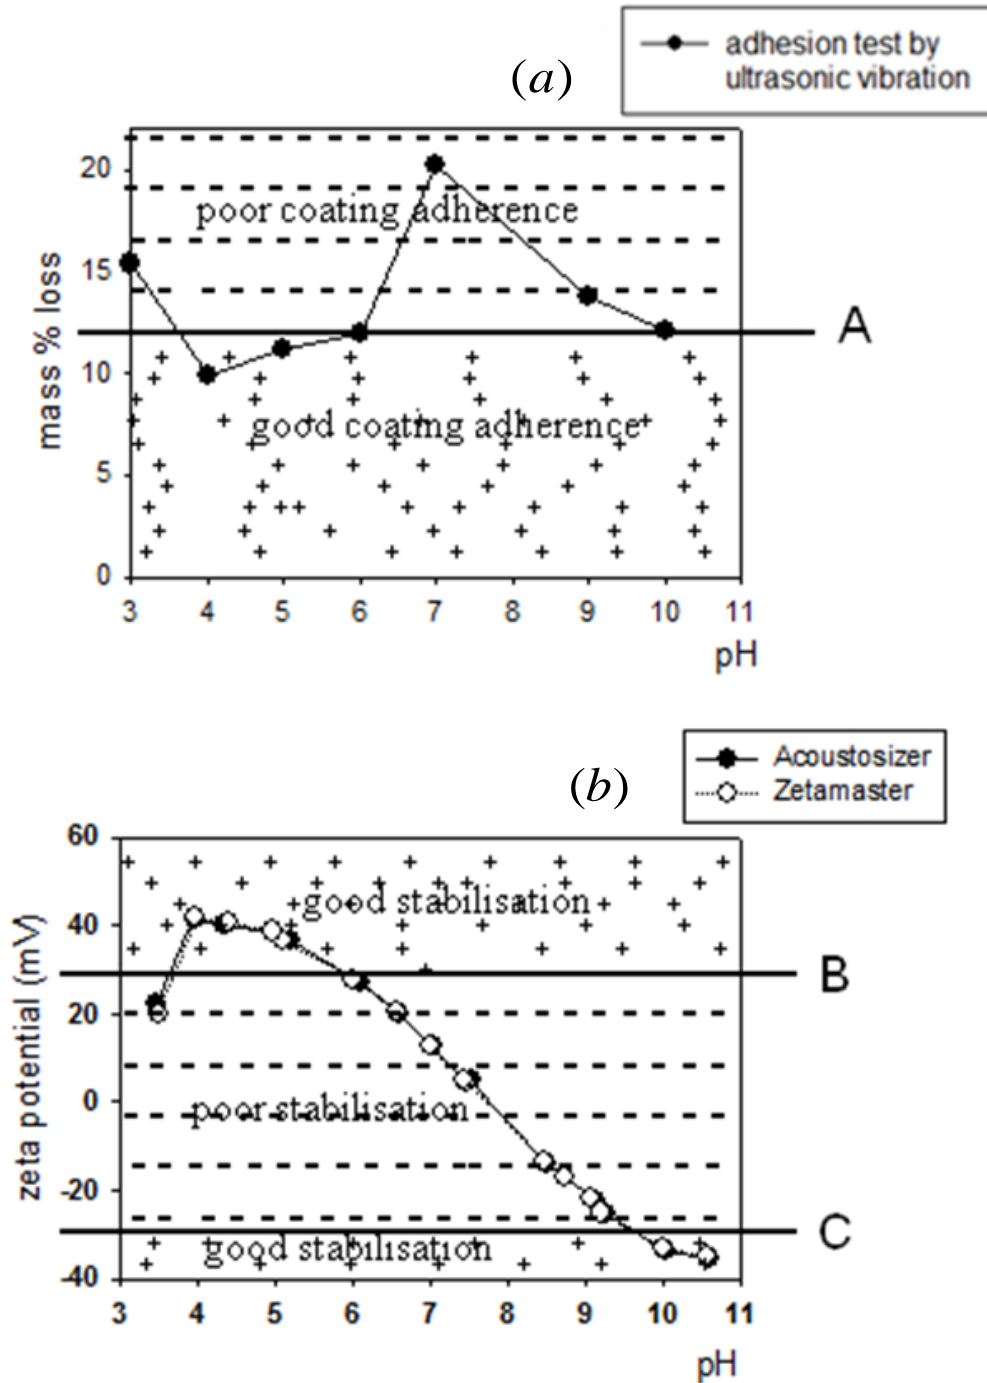 adhesion test by
ultrasonic vibration
(a)
20
15
10
5
0
mass % loss
poor coating adherence
good coating adherence
A
3 4 5 6 7 8 9 10 11
pH
Acoustosizer
Zetamaster
(b)
60
40
20
0
-20
-40
zeta potential (mV)
good stabilisation
B
poor stabilisation
good stabilisation
C
3 4 5 6 7 8 9 10 11
pH